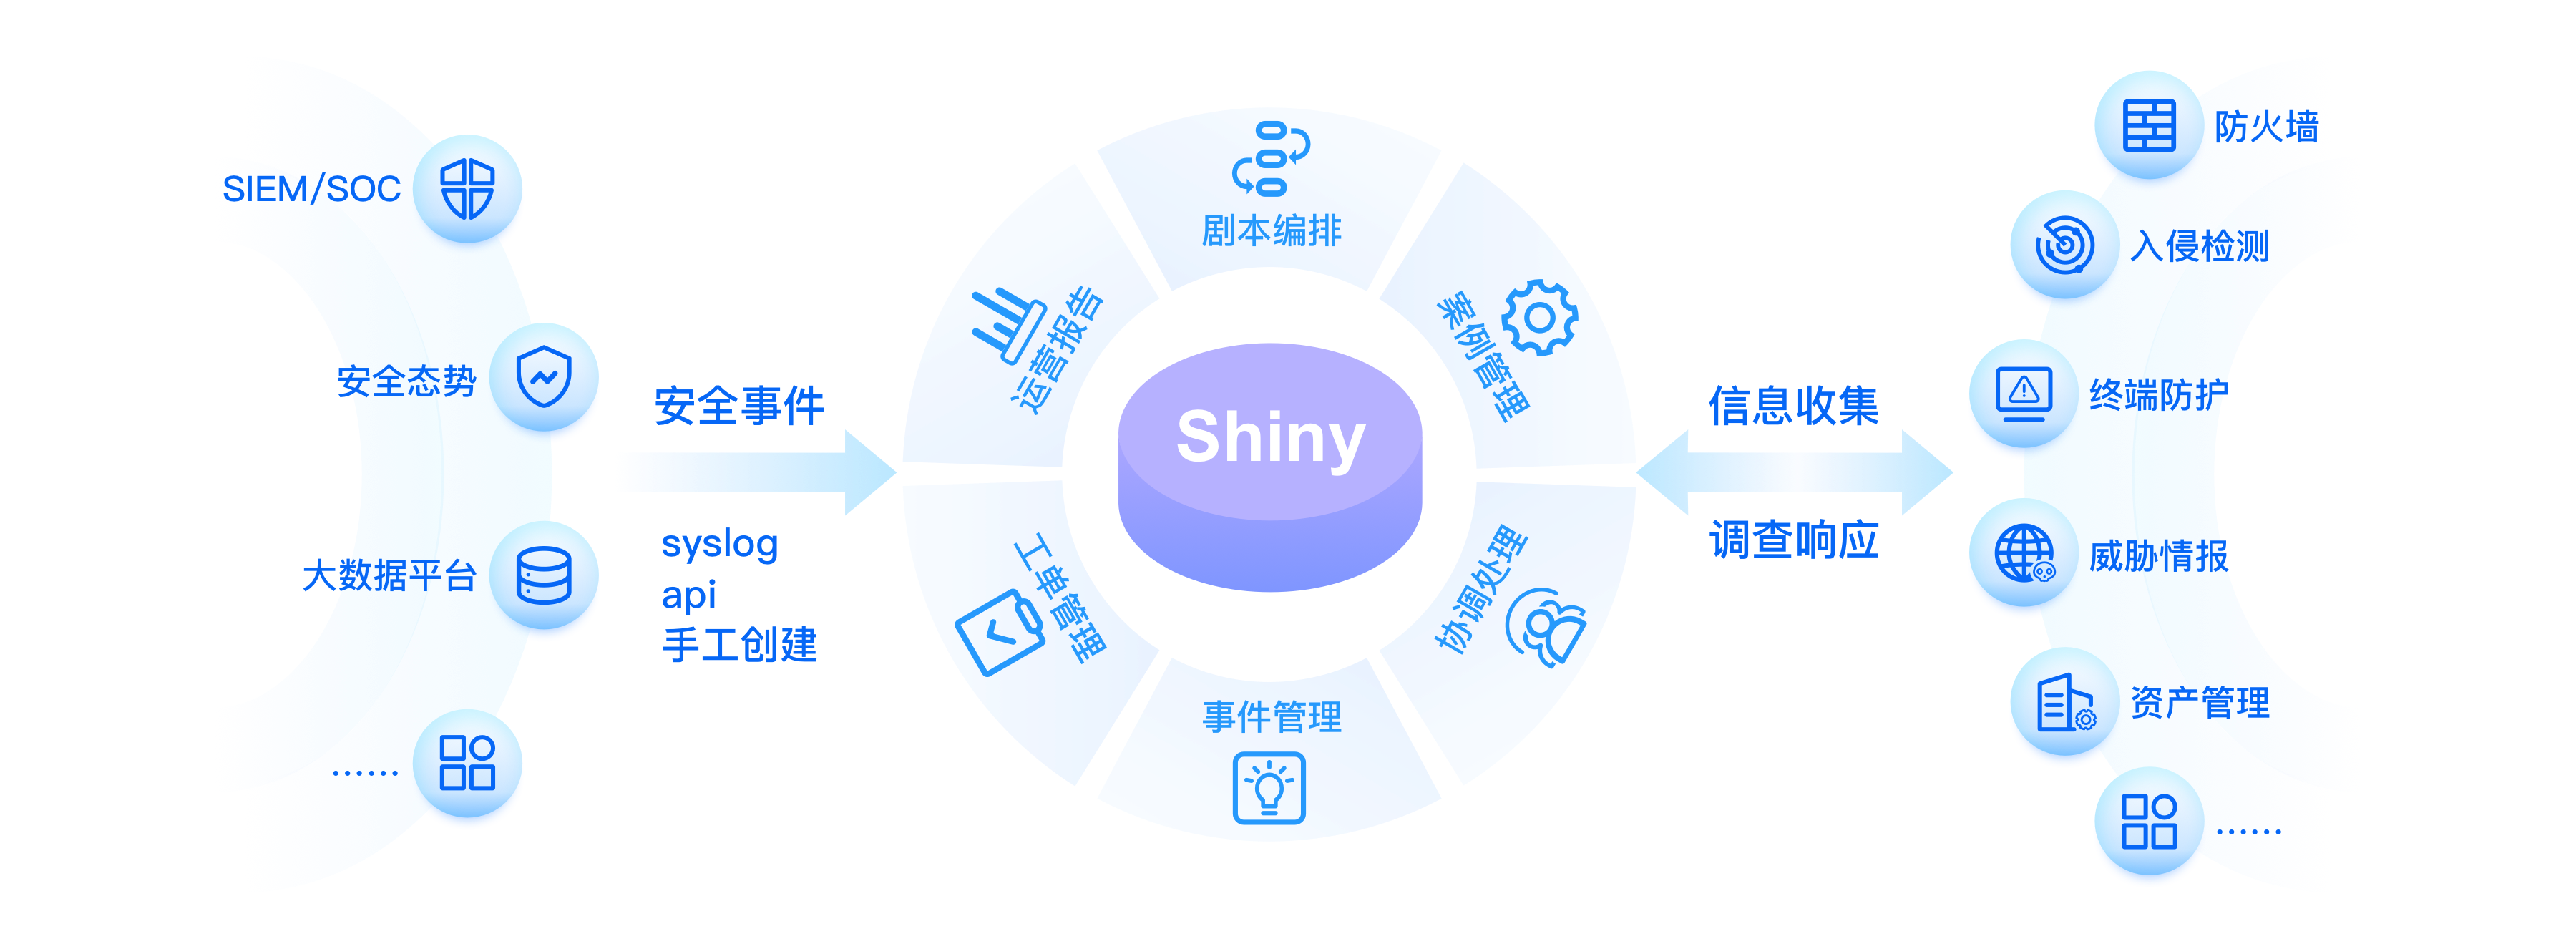 SIEM/SOC
安全态势
大数据平台
……
安全事件
syslog
api
手工创建
剧本编排
案例管理
协调处理
事件管理
工单管理
运营报告
Shiny
信息收集
调查响应
防火墙
入侵检测
终端防护
威胁情报
资产管理
……